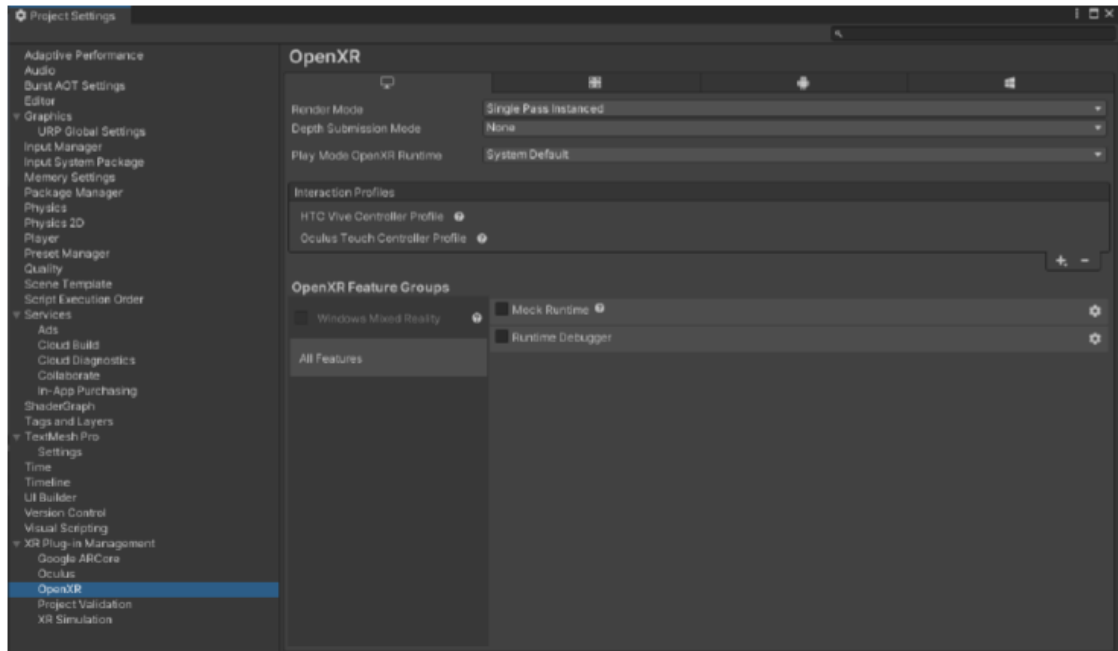 Project Settings
Adaptive Performance
Audio
Burst AOT Settings
Editor
Graphics
URP Global Settings
Input Manager
Input System Package
Memory Settings
Package Manager
Physics
Physics 2D
Player
Preset Manager
Quality
Scene Template
Script Execution Order
Services
Ads
Cloud Build
Cloud Diagnostics
Collaborate
In-App Purchasing
ShaderGraph
Tags and Layers
TextMesh Pro
Settings
Time
Timeline
UI Builder
Version Control
Visual Scripting
XR Plug-in Management
Google ARCore
Oculus
OpenXR
Project Validation
XR Simulation
OpenXR
Render Mode Single Pass Instanced
Depth Submission Mode None
Play Mode OpenXR Runtime System Default
Interaction Profiles
HTC Vive Controller Profile
Oculus Touch Controller Profile
OpenXR Feature Groups
Windows Mixed Reality
All Features
Mock Runtime
Runtime Debugger